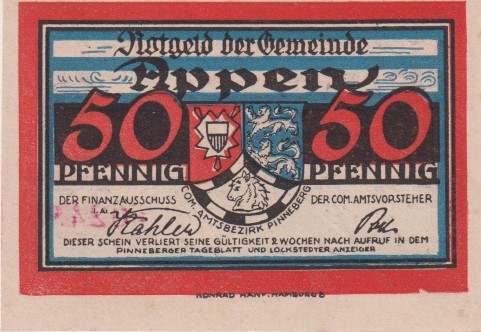 Notgeld der Gemeinde
Appen
50 50
PFENNIG PFENNIG
COM. AMTSBEZIRK PINNEBERG
DER FINANZAUSSCHUSS DER COM. AMTSVORSTEHER
I.A.
Kahler
DIESER SCHEIN VERLIERT SEINE GÜLTIGKEIT 2 WOCHEN NACH AUFRUF IN DEM
PINNEBERGER TAGEBLATT UND LOCKSTEDTER ANZEIGER
KONRAD HANF, HAMBURG 8